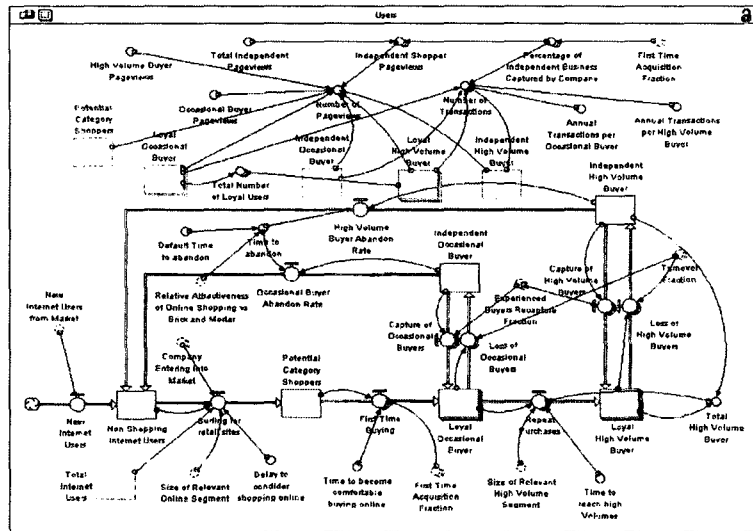 Users
a
High Volume Buyer
Pageviews
Total Independent
Pageviews
Independent Shopper
Pageviews
Percentage of
Independent Business
Captured by Company
First Time
Acquisition
Fraction
Potential
Category
Shoppers
Occasional Buyer
Pageviews
Number of
Pageviews
Number of
Transactions
Annual
Transactions per
Occasional Buyer
Annual Transactions
per High Volume Buyer
Loyal
Occasional
Buyer
Independent
Occasional
Buyer
Loyal
High Volume
Buyer
Independent
High Volume
Buyer
Independent
High Volume
Buyer
Total Number
of Loyal Users
Default Time
to abandon
Time to
abandon
High Volume
Buyer Abandon
Rate
Independent
Occasional
Buyer
New
Internet Users
from Market
Relative Attractiveness
of Online Shopping vs
Brick and Mortar
Occasional Buyer
Abandon Rate
Experienced
Buyers Recapture
Fraction
Capture of
High Volume
Buyers
Turnover
Fraction
Capture of
Occasional
Buyers
Loss of
Occasional
Buyers
Loss of
High Volume
Buyers
Company
Entering into
Market
Potential
Category
Shoppers
New
Internet
Users
Non Shopping
Internet Users
Surfing for
retail sites
First Time
Buying
Loyal
Occasional
Buyer
Repeat
Purchases
Loyal
High Volume
Buyer
Total
High Volume
Buyer
Total
Internet
Users
Size of Relevant
Online Segment
Delay to
condider
shopping online
Time to become
comfortable
buying online
First Time
Acquisition
Fraction
Size of Relevant
High Volume
Segment
Time to
reach high
Volumes